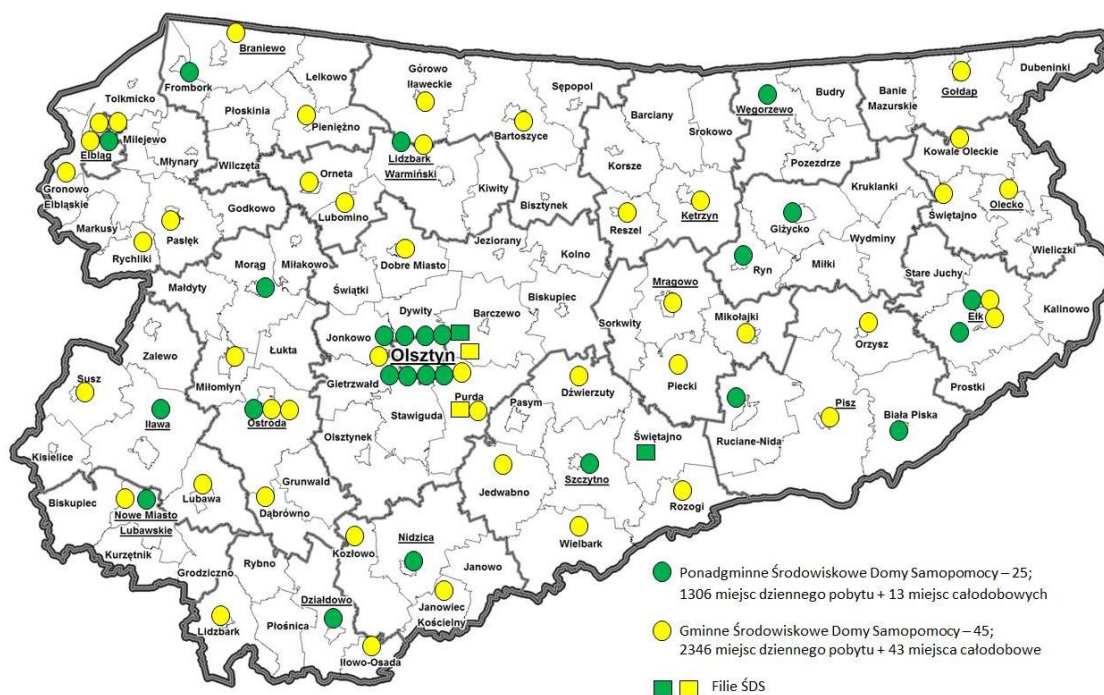 Braniewo
Frombork
Lelkowo
Górowo
Iławeckie
Sępopol
Węgorzewo
Budry
Banie
Mazurskie
Gołdap
Dubeninki
Tolkmicko
Płoskinia
Pieniężno
Bartoszyce
Barciany
Srokowo
Milejewo
Elbląg
Młynary
Wilczęta
Lidzbark
Warmiński
Orneta
Kiwity
Korsze
Pozezdrze
Kowale Oleckie
Kruklanki
Gronowo
Elbląskie
Markusy
Pasłęk
Godkowo
Lubomino
Bisztynek
Reszel
Kętrzyn
Giżycko
Świętajno
Olecko
Rychliki
Morąg
Miłakowo
Dobre Miasto
Jeziorany
Kolno
Wydminy
Wieliczki
Małdyty
Świątki
Ryn
Miłki
Stare Juchy
Dywity
Barczewo
Biskupiec
Mrągowo
Sorkwity
Mikołajki
Ełk
Kalinowo
Zalewo
Łukta
Jonkowo
Olsztyn
Orzysz
Susz
Miłomłyn
Gietrzwałd
Purda
Dźwierzuty
Piecki
Prostki
Iława
Ostróda
Stawiguda
Pasym
Pisz
Biała Piska
Kisielice
Olsztynek
Świętajno
Ruciane-Nida
Biskupiec
Nowe Miasto
Lubawskie
Lubawa
Grunwald
Dąbrówno
Jedwabno
Szczytno
Rozogi
Kurzętnik
Grodziczno
Rybno
Kozłowo
Nidzica
Janowo
Wielbark
Lidzbark
Płośnica
Działdowo
Janowiec
Kościelny
Iłowo-Osada
Ponadgminne Środowiskowe Domy Samopomocy – 25;
1306 miejsc dziennego pobytu + 13 miejsc całodobowych
Gminne Środowiskowe Domy Samopomocy – 45;
2346 miejsc dziennego pobytu + 43 miejsca całodobowe
Filie ŚDS